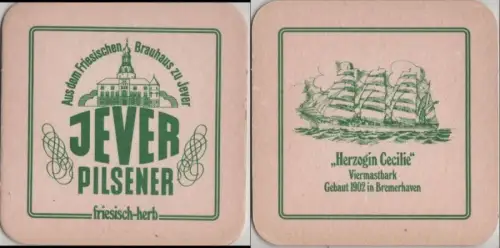 Aus dem Friesischen Brauhaus zu Jever
JEVER
PILSENER
friesisch-herb
„Herzogin Cecilie"
Viermastbark
Gebaut 1902 in Bremerhaven